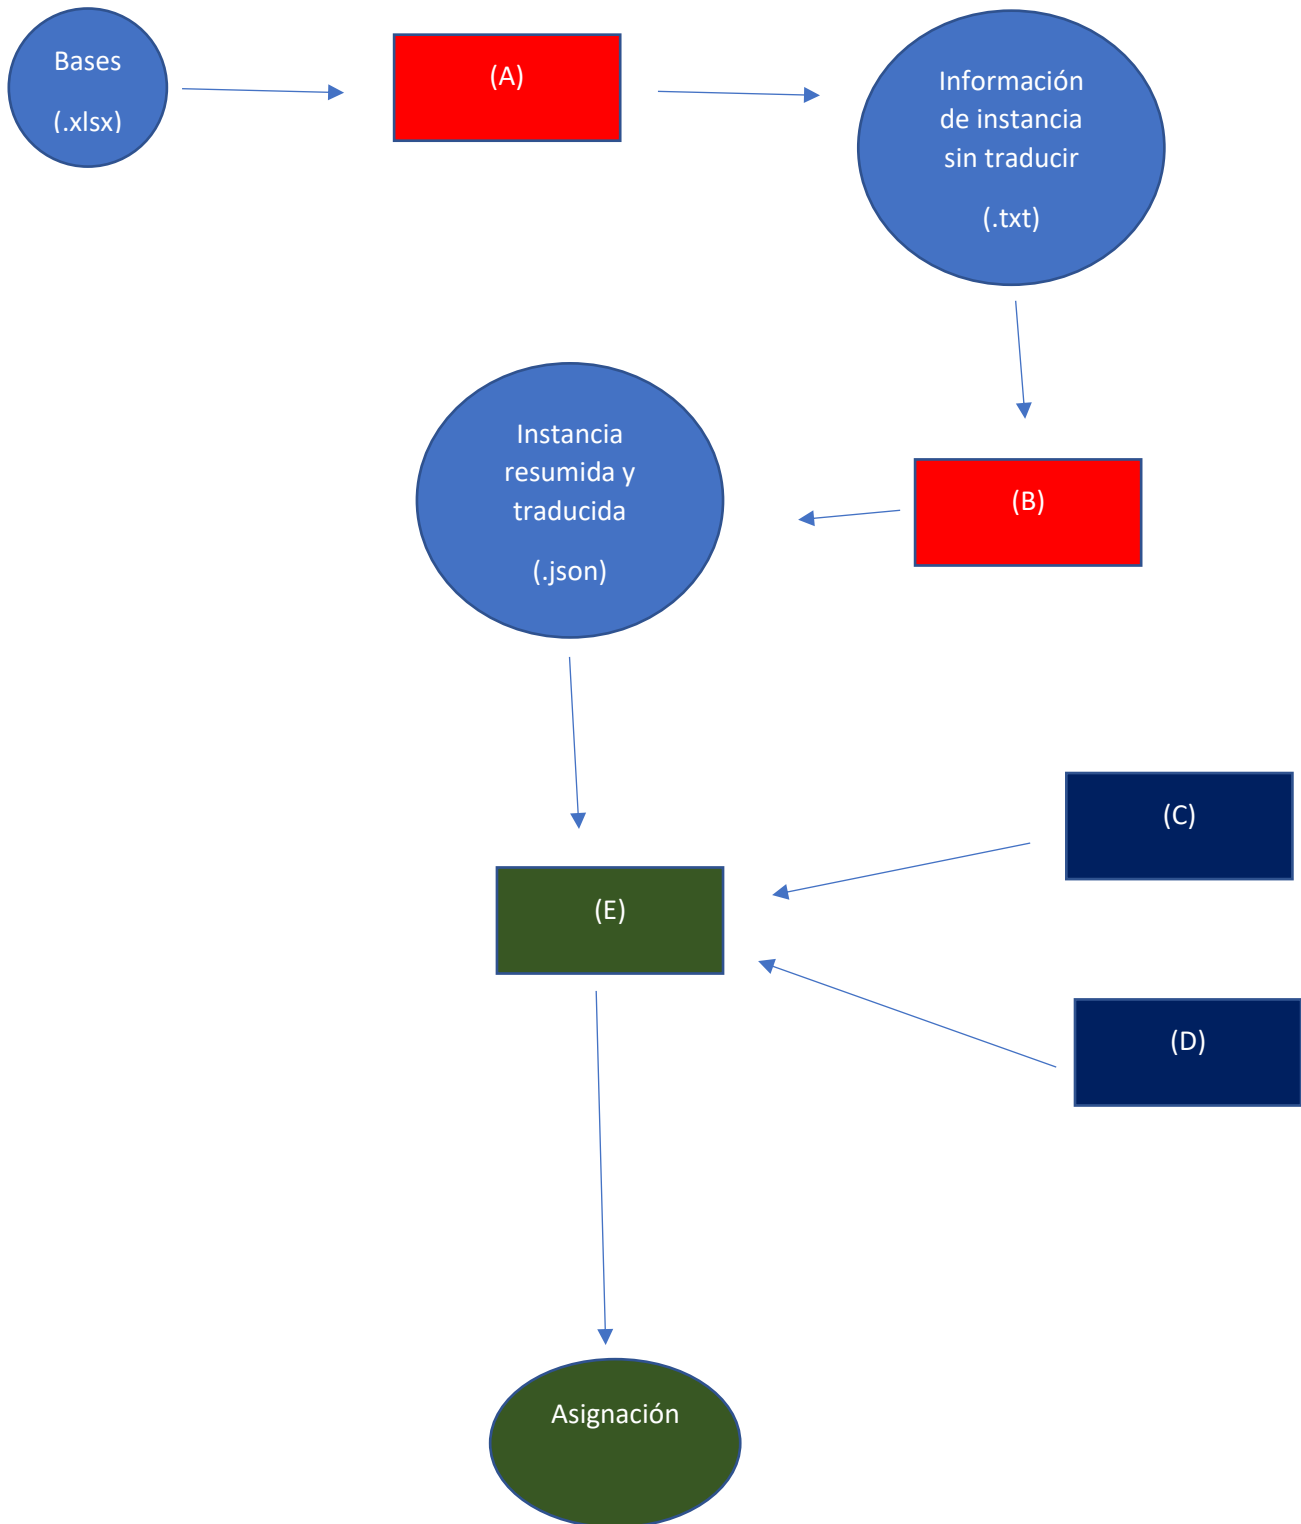 Bases
(.xlsx)
(A)
Información
de instancia
sin traducir
(.txt)
Instancia
resumida y
traducida
(.json)
(B)
(C)
(E)
(D)
Asignación